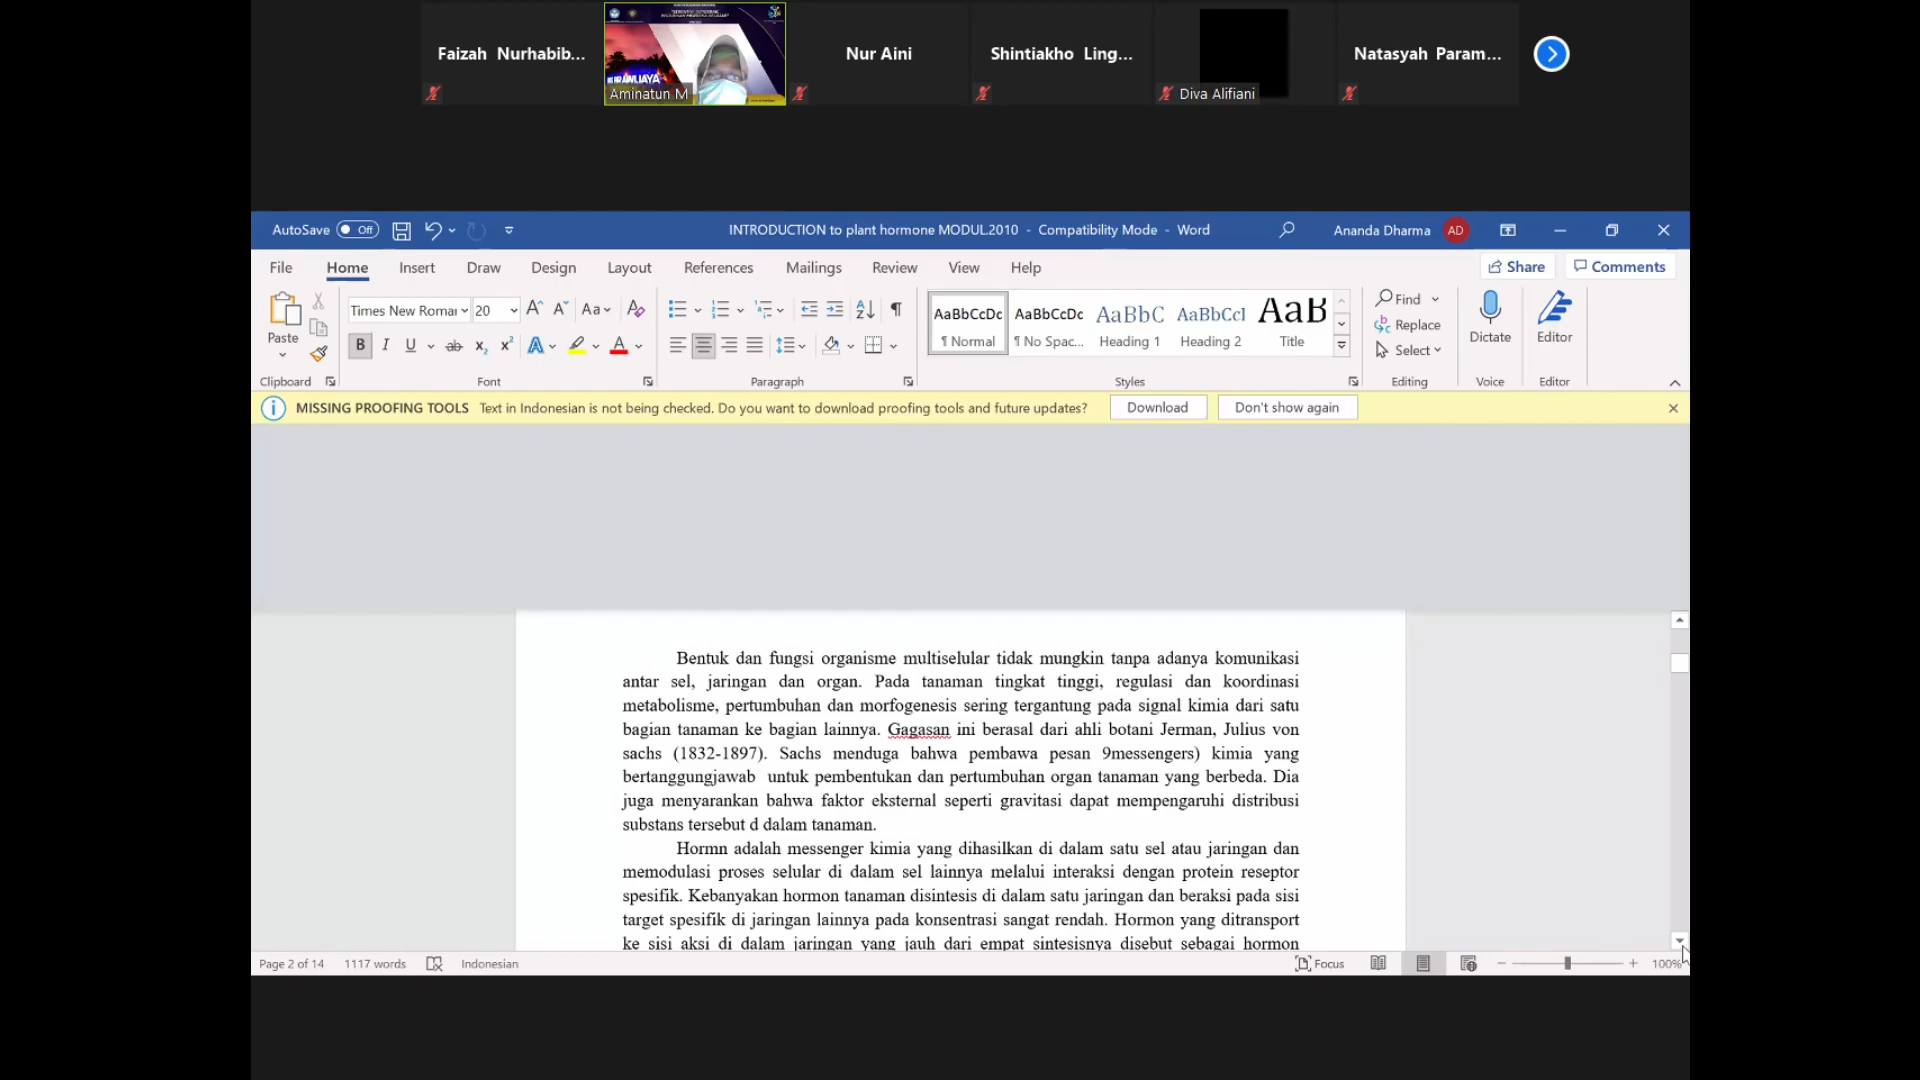 Faizah Nurhabib...
Aminatun M
Nur Aini
Shintiakho Ling...
Diva Alifiani
Natasyah Param...
AutoSave Off
INTRODUCTION to plant hormone MODUL.2010 - Compatibility Mode - Word
Ananda Dharma AD
File Home Insert Draw Design Layout References Mailings Review View Help
Share Comments
Paste
Times New Romar 20
B I U ab x₂ x²
Aa
AaBbCcDc AaBbCcDc AaBbC AaBbCcI AaB
¶ Normal ¶ No Spac... Heading 1 Heading 2 Title
Find
Replace
Select
Dictate
Editor
Clipboard Font Paragraph Styles Editing Voice Editor
MISSING PROOFING TOOLS Text in Indonesian is not being checked. Do you want to download proofing tools and future updates? Download Don't show again
Bentuk dan fungsi organisme multiselular tidak mungkin tanpa adanya komunikasi
antar sel, jaringan dan organ. Pada tanaman tingkat tinggi, regulasi dan koordinasi
metabolisme, pertumbuhan dan morfogenesis sering tergantung pada signal kimia dari satu
bagian tanaman ke bagian lainnya. Gagasan ini berasal dari ahli botani Jerman, Julius von
sachs (1832-1897). Sachs menduga bahwa pembawa pesan 9messengers) kimia yang
bertanggungjawab untuk pembentukan dan pertumbuhan organ tanaman yang berbeda. Dia
juga menyarankan bahwa faktor eksternal seperti gravitasi dapat mempengaruhi distribusi
substans tersebut d dalam tanaman.
Hormn adalah messenger kimia yang dihasilkan di dalam satu sel atau jaringan dan
memodulasi proses selular di dalam sel lainnya melalui interaksi dengan protein reseptor
spesifik. Kebanyakan hormon tanaman disintesis di dalam satu jaringan dan beraksi pada sisi
target spesifik di jaringan lainnya pada konsentrasi sangat rendah. Hormon yang ditransport
ke sisi aksi di dalam jaringan yang jauh dari empat sintesisnya disebut sebagai hormon
Page 2 of 14 1117 words Indonesian Focus 100%